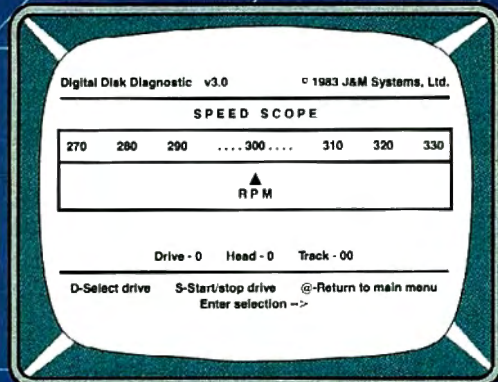 Digital Disk Diagnostic v3.0 © 1983 J&M Systems, Ltd.
SPEED SCOPE
270 280 290 ....300.... 310 320 330
▲
RPM
Drive - 0 Head - 0 Track - 00
D-Select drive S-Start/stop drive @-Return to main menu
Enter selection -->